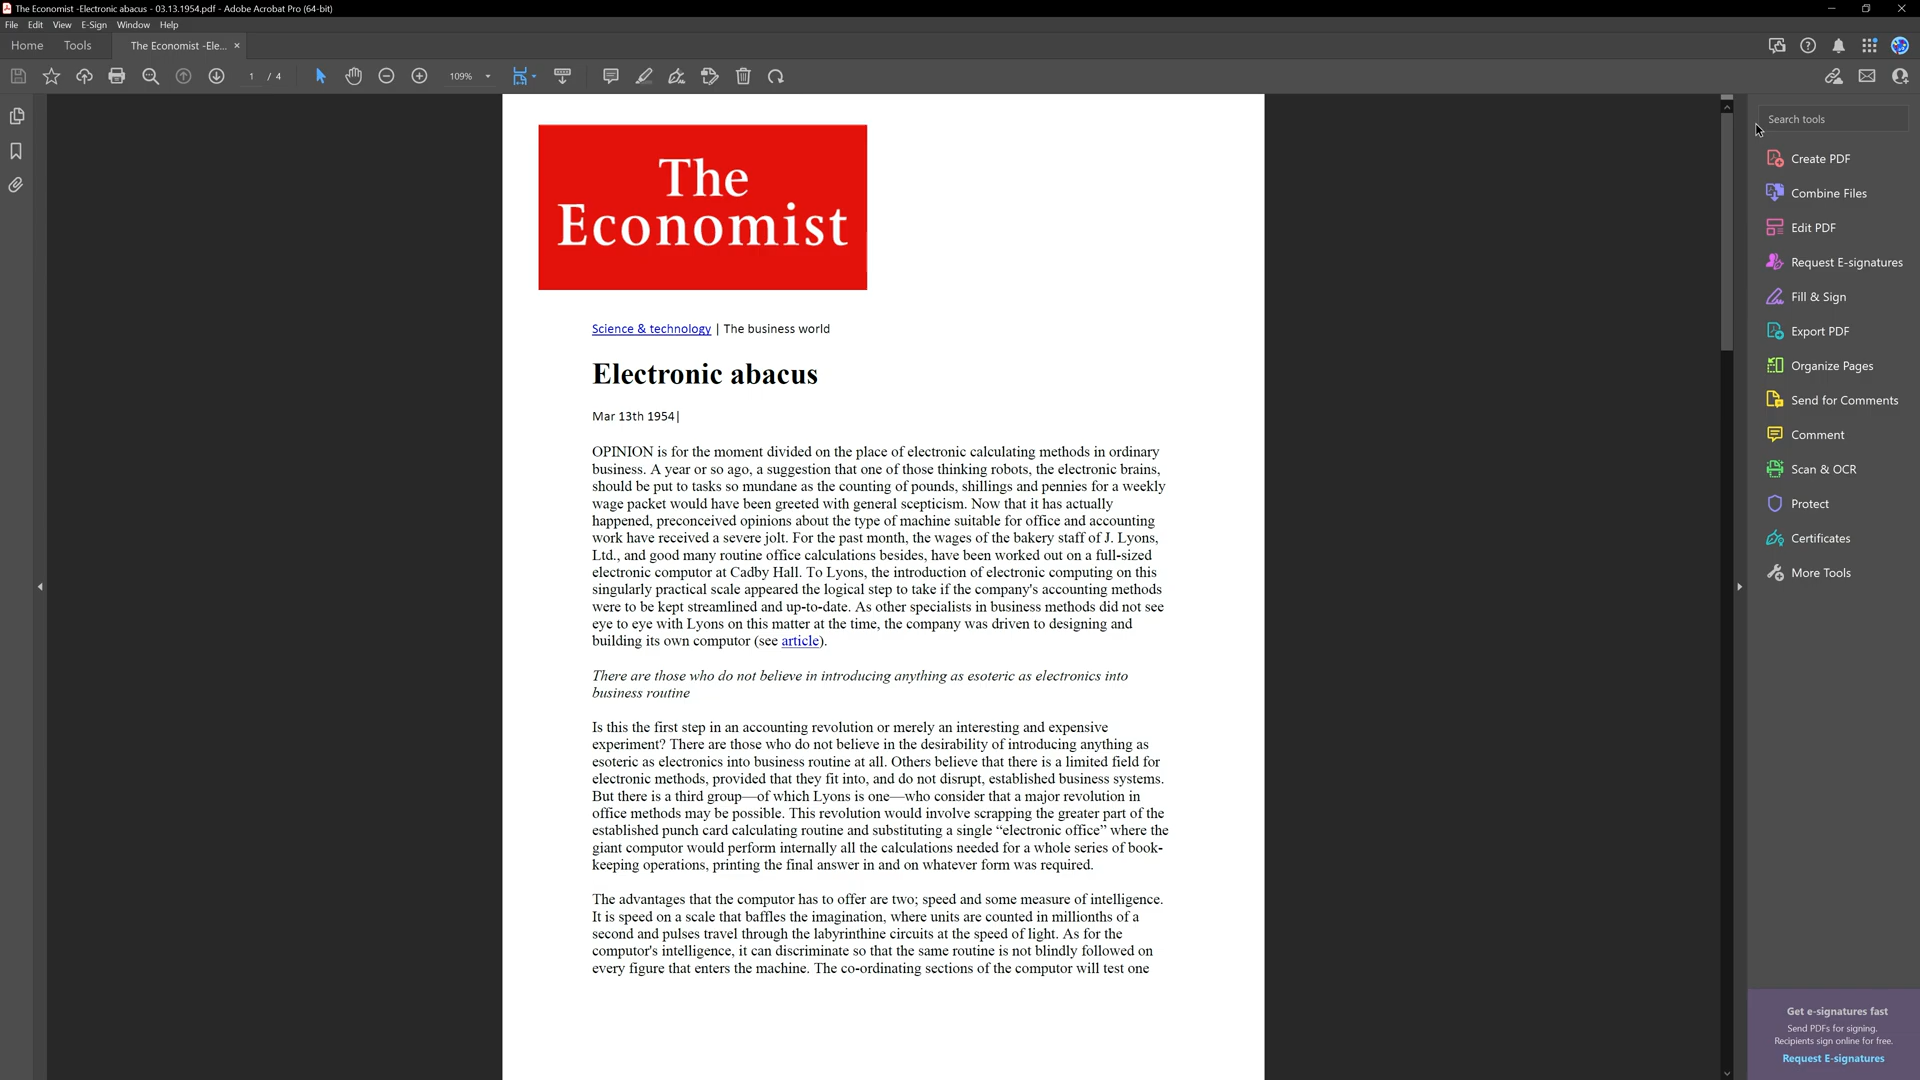 The Economist -Electronic abacus - 03.13.1954.pdf - Adobe Acrobat Pro (64-bit)
File Edit View E-Sign Window Help
Home Tools The Economist -Ele... ×
1 / 4 109%
Search tools
Create PDF
Combine Files
Edit PDF
Request E-signatures
Fill & Sign
Export PDF
Organize Pages
Send for Comments
Comment
Scan & OCR
Protect
Certificates
More Tools
Get e-signatures fast
Send PDFs for signing.
Recipients sign online for free.
Request E-signatures
The
Economist
Science & technology | The business world
Electronic abacus
Mar 13th 1954|
OPINION is for the moment divided on the place of electronic calculating methods in ordinary
business. A year or so ago, a suggestion that one of those thinking robots, the electronic brains,
should be put to tasks so mundane as the counting of pounds, shillings and pennies for a weekly
wage packet would have been greeted with general scepticism. Now that it has actually
happened, preconceived opinions about the type of machine suitable for office and accounting
work have received a severe jolt. For the past month, the wages of the bakery staff of J. Lyons,
Ltd., and good many routine office calculations besides, have been worked out on a full-sized
electronic computor at Cadby Hall. To Lyons, the introduction of electronic computing on this
singularly practical scale appeared the logical step to take if the company's accounting methods
were to be kept streamlined and up-to-date. As other specialists in business methods did not see
eye to eye with Lyons on this matter at the time, the company was driven to designing and
building its own computor (see article).
There are those who do not believe in introducing anything as esoteric as electronics into
business routine
Is this the first step in an accounting revolution or merely an interesting and expensive
experiment? There are those who do not believe in the desirability of introducing anything as
esoteric as electronics into business routine at all. Others believe that there is a limited field for
electronic methods, provided that they fit into, and do not disrupt, established business systems.
But there is a third group—of which Lyons is one—who consider that a major revolution in
office methods may be possible. This revolution would involve scrapping the greater part of the
established punch card calculating routine and substituting a single “electronic office” where the
giant computor would perform internally all the calculations needed for a whole series of book-
keeping operations, printing the final answer in and on whatever form was required.
The advantages that the computor has to offer are two; speed and some measure of intelligence.
It is speed on a scale that baffles the imagination, where units are counted in millionths of a
second and pulses travel through the labyrinthine circuits at the speed of light. As for the
computor's intelligence, it can discriminate so that the same routine is not blindly followed on
every figure that enters the machine. The co-ordinating sections of the computor will test one